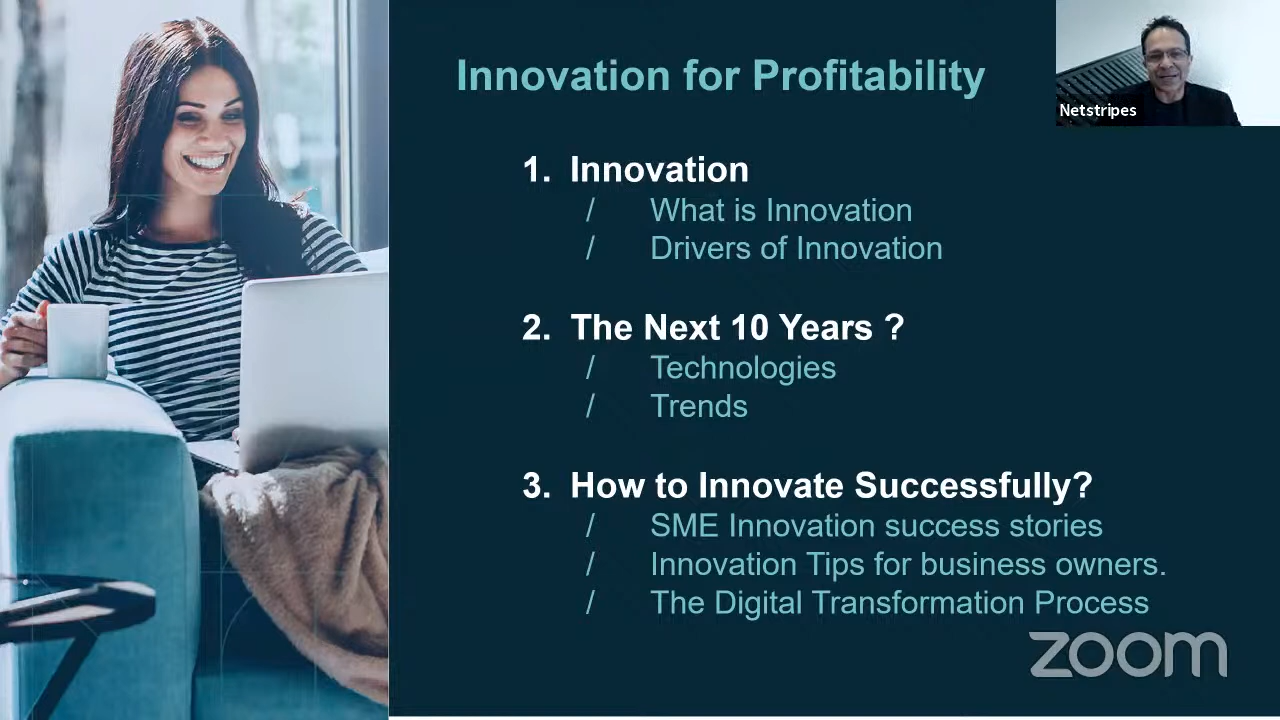 Innovation for Profitability
Netstripes
1. Innovation
/ What is Innovation
/ Drivers of Innovation
2. The Next 10 Years ?
/ Technologies
/ Trends
3. How to Innovate Successfully?
/ SME Innovation success stories
/ Innovation Tips for business owners.
/ The Digital Transformation Process
zoom